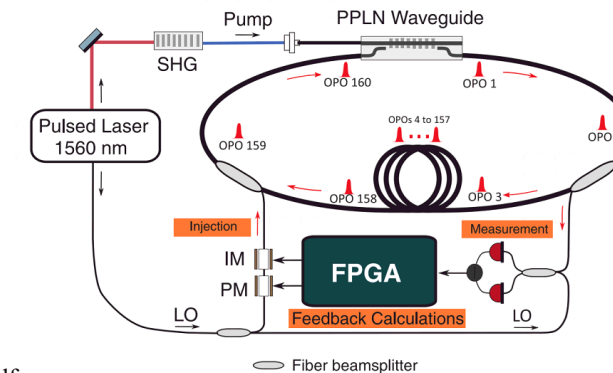 Pump
PPLN Waveguide
SHG
OPO 160
OPO 1
Pulsed Laser
1560 nm
OPO 159
OPOs 4 to 157
OPO
OPO 158
OPO 3
Injection
Measurement
IM
FPGA
PM
Feedback Calculations
LO
LO
Fiber beamsplitter